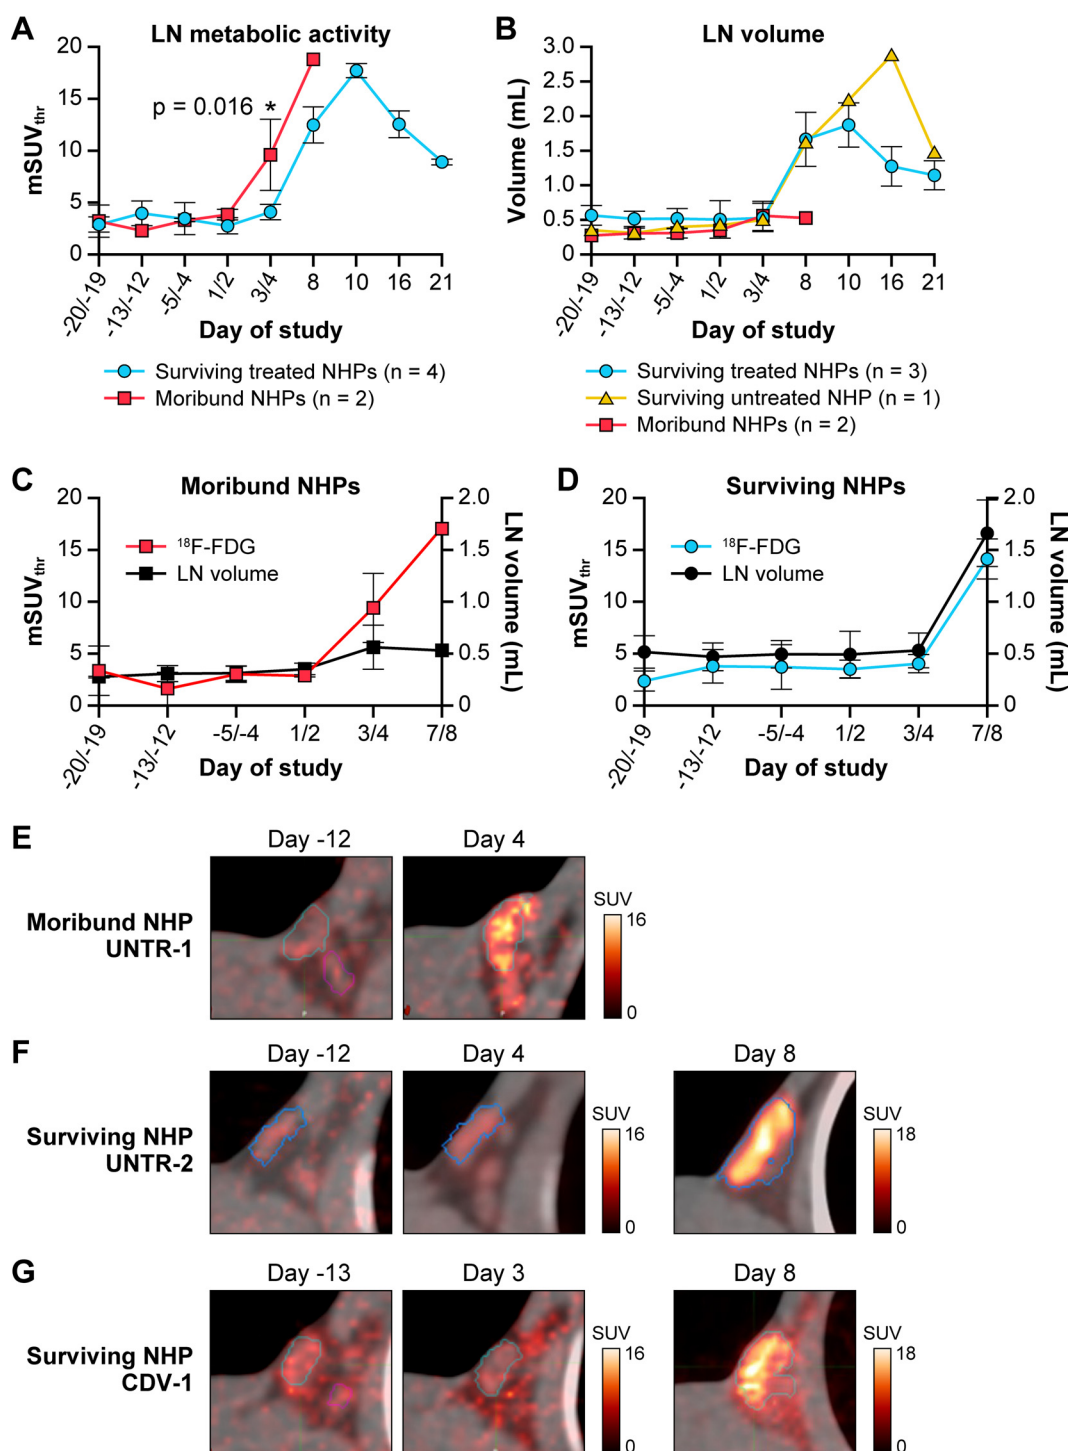 A
LN metabolic activity
20
15
10
5
0
mSUVthr
p = 0.016 *
-20/-19
-13/-12
-5/-4
1/2
3/4
8
10
16
21
Day of study
Surviving treated NHPs (n = 4)
Moribund NHPs (n = 2)
B
LN volume
3.0
2.5
2.0
1.5
1.0
0.5
0
Volume (mL)
-20/-19
-13/-12
-5/-4
1/2
3/4
8
10
16
21
Day of study
Surviving treated NHPs (n = 3)
Surviving untreated NHP (n = 1)
Moribund NHPs (n = 2)
C
Moribund NHPs
20
15
10
5
0
mSUVthr
18F-FDG
LN volume
2.0
1.5
1.0
0.5
0
LN volume (mL)
-20/-19
-13/-12
-5/-4
1/2
3/4
7/8
Day of study
D
Surviving NHPs
20
15
10
5
0
mSUVthr
18F-FDG
LN volume
2.0
1.5
1.0
0.5
0
LN volume (mL)
-20/-19
-13/-12
-5/-4
1/2
3/4
7/8
Day of study
E
Day -12
Day 4
Moribund NHP
UNTR-1
SUV
16
0
F
Day -12
Day 4
Day 8
Surviving NHP
UNTR-2
SUV
16
0
SUV
18
0
G
Day -13
Day 3
Day 8
Surviving NHP
CDV-1
SUV
16
0
SUV
18
0